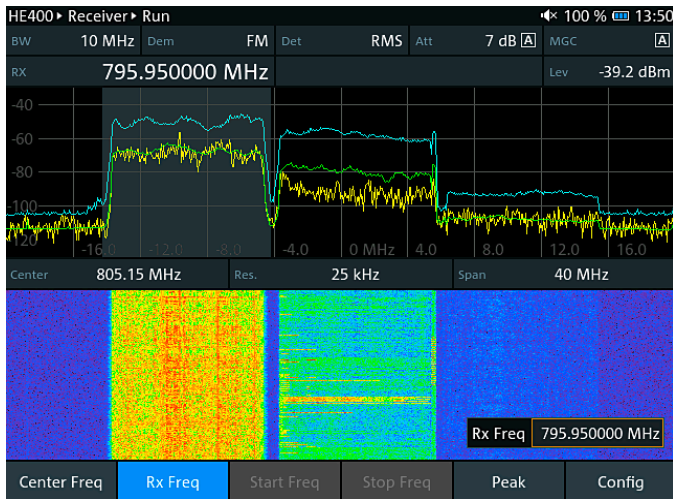 HE400 ▸ Receiver ▸ Run 100 % 13:50
BW 10 MHz Dem FM Det RMS Att 7 dB A MGC A
RX 795.950000 MHz Lev -39.2 dBm
-40
-60
-80
-100
-120
-16.0 -12.0 -8.0 -4.0 0 MHz 4.0 8.0 12.0 16.0
Center 805.15 MHz Res. 25 kHz Span 40 MHz
Rx Freq 795.950000 MHz
Center Freq Rx Freq Start Freq Stop Freq Peak Config